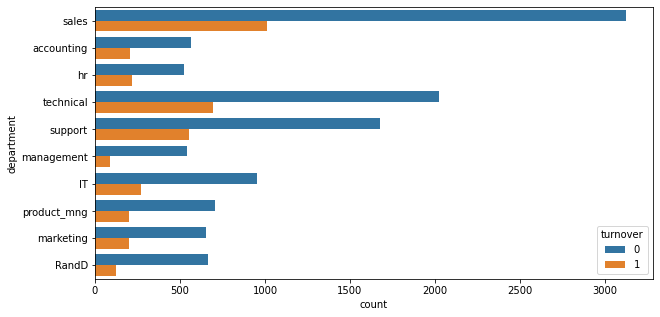 sales
accounting
hr
technical
support
management
IT
product_mng
marketing
RandD
department
0
500
1000
1500
2000
2500
3000
count
turnover
0
1